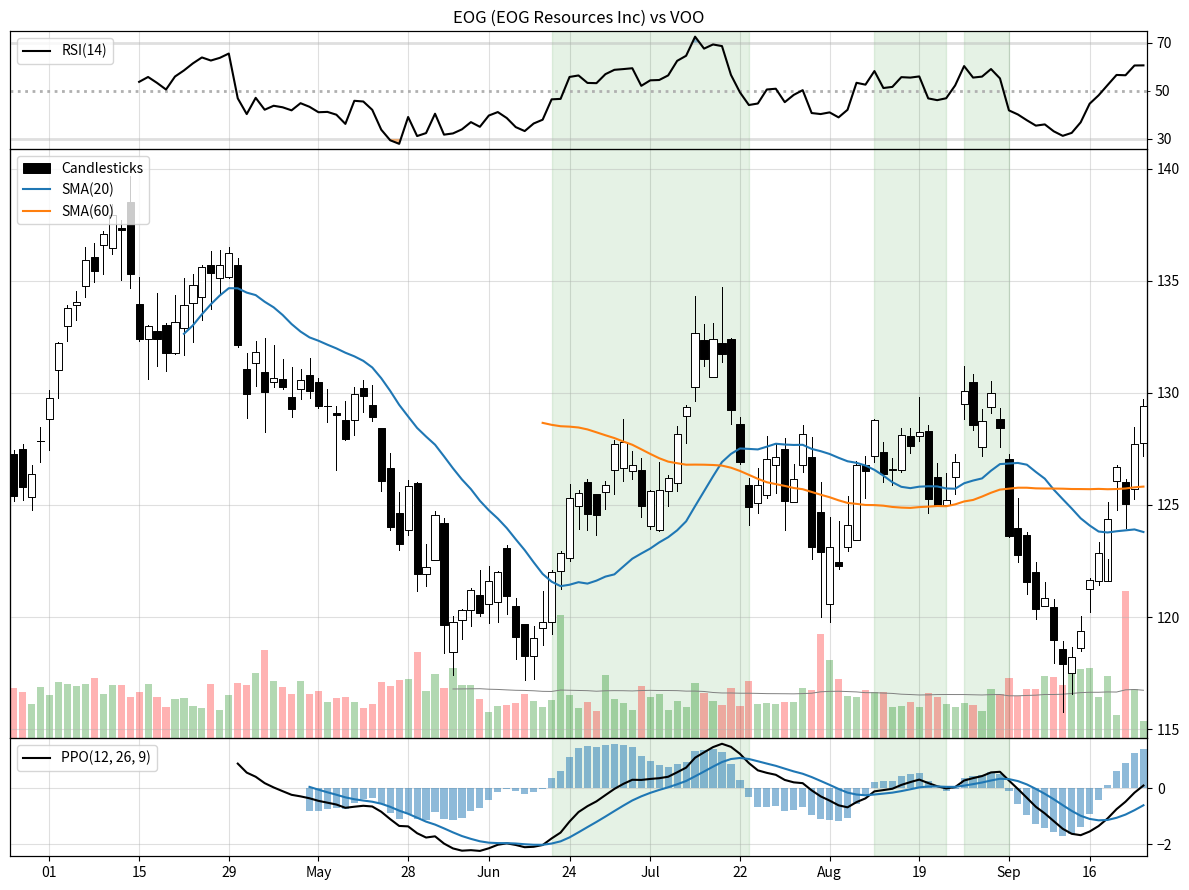 EOG (EOG Resources Inc) vs VOO
RSI(14)
70
50
30
Candlesticks
SMA(20)
SMA(60)
140
135
130
125
120
115
PPO(12, 26, 9)
0
−2
01 15 29 May 28 Jun 24 Jul 22 Aug 19 Sep 16